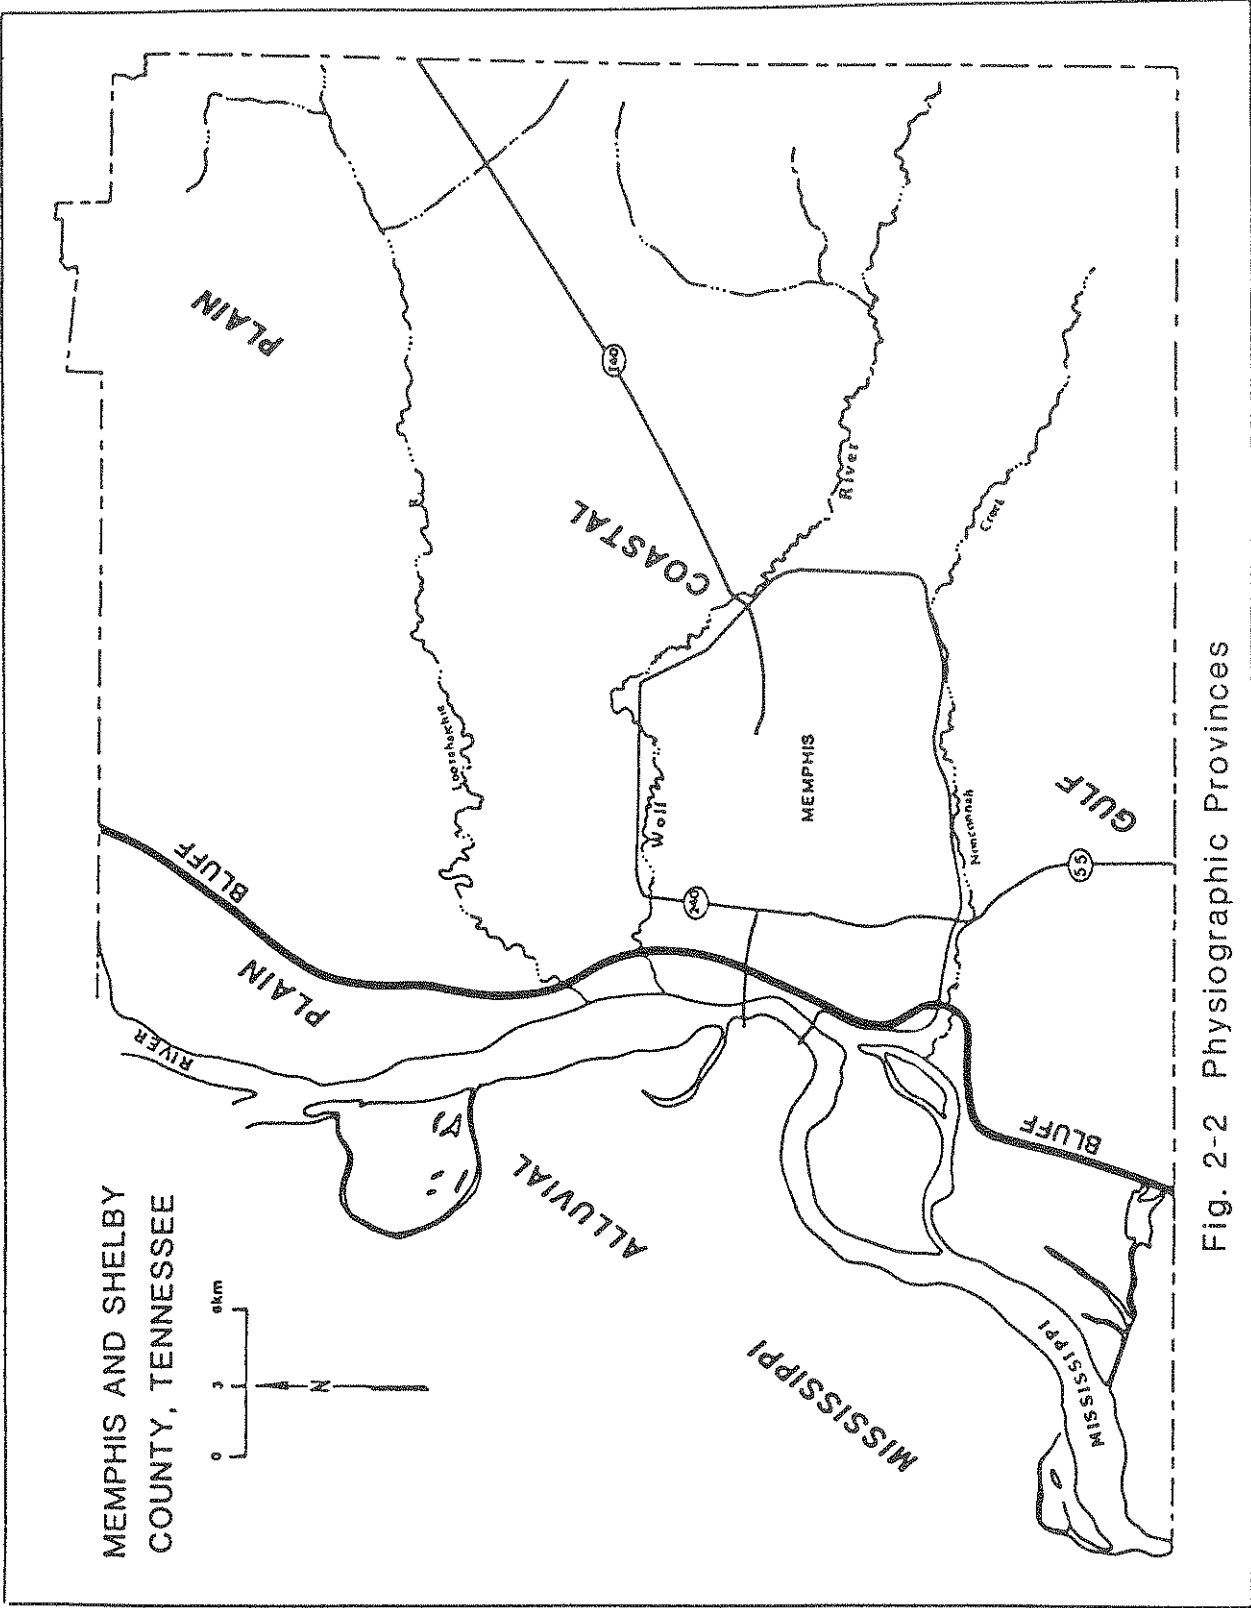 MEMPHIS AND SHELBY
COUNTY, TENNESSEE
0 3 6km
N
RIVER
PLAIN
BLUFF
ALLUVIAL
MISSISSIPPI
MISSISSIPPI
BLUFF
PLAIN
COASTAL
GULF
Loosahatchie
R
Wolf
River
MEMPHIS
Nonconnah
Creek
I40
240
55
Fig. 2-2 Physiographic Provinces